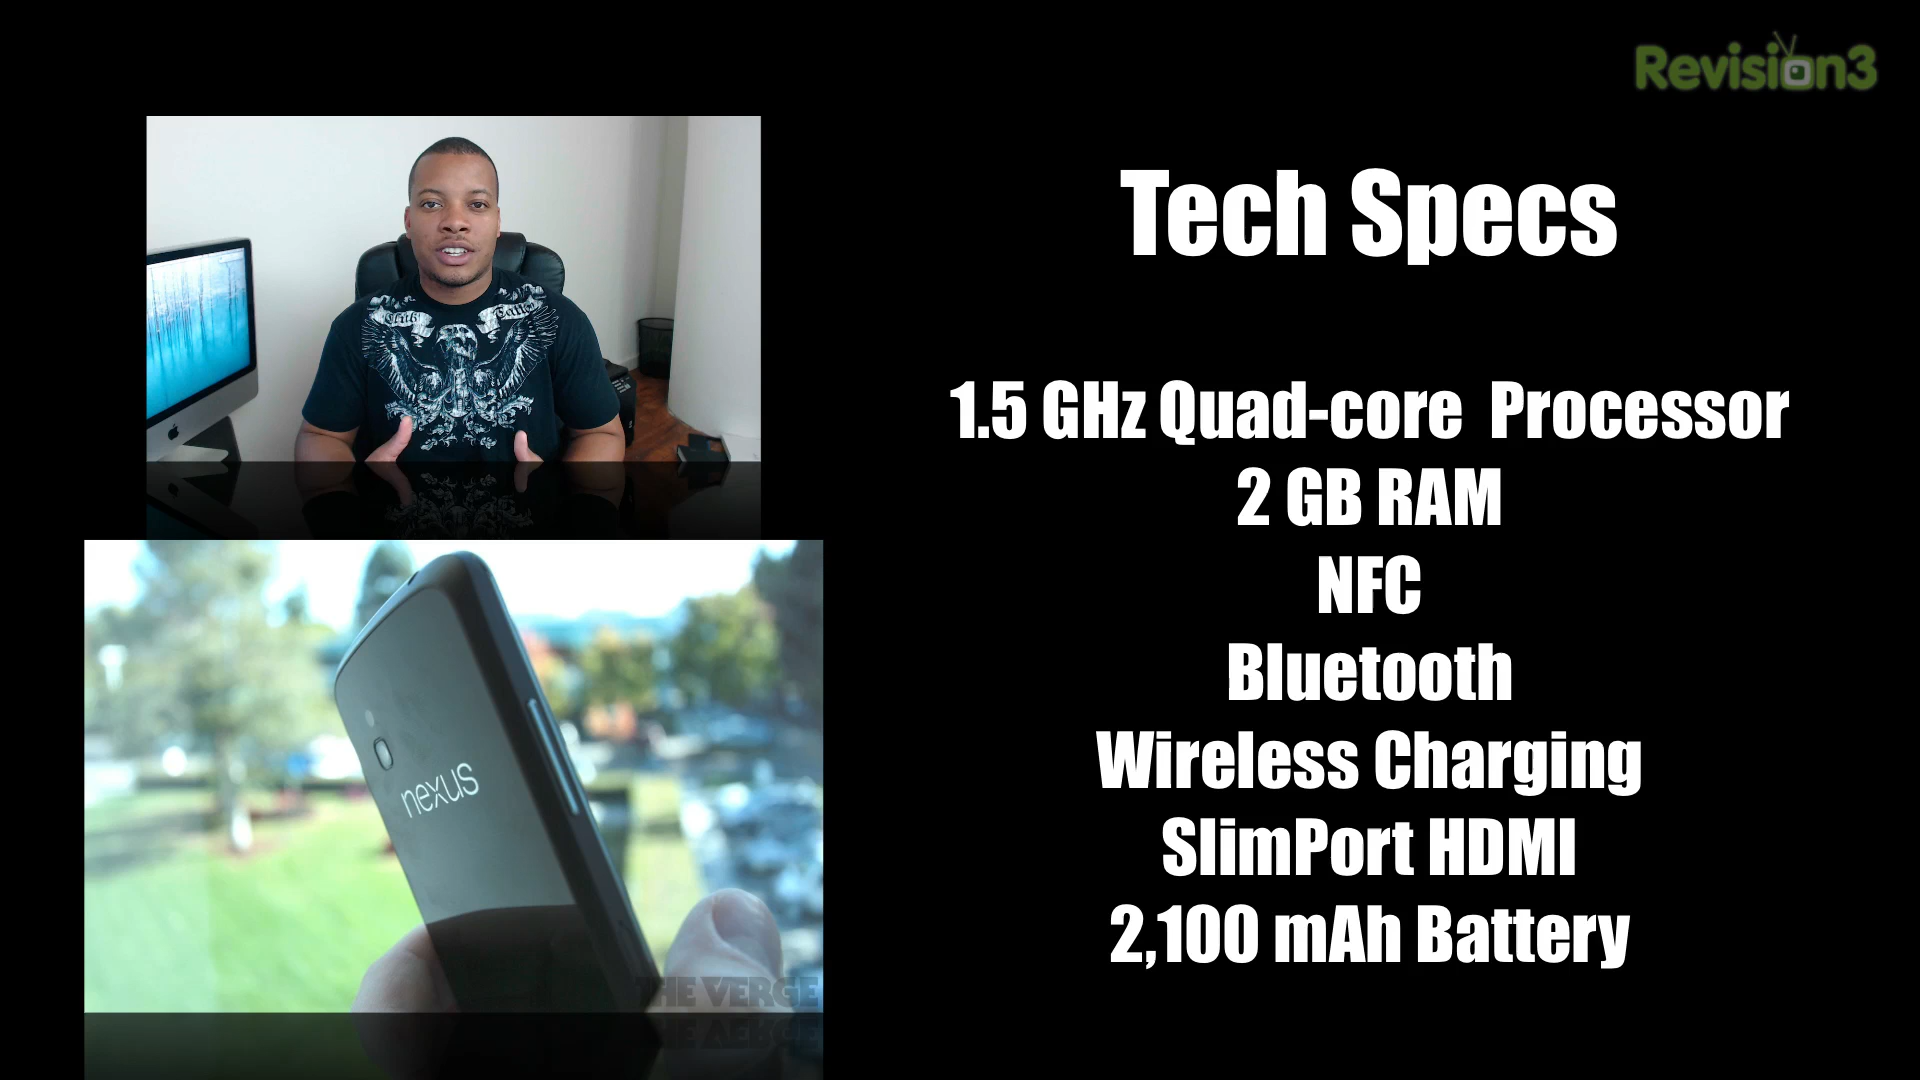 Revision3
Tech Specs
1.5 GHz Quad-core Processor
2 GB RAM
NFC
Bluetooth
Wireless Charging
SlimPort HDMI
2,100 mAh Battery
nexus
THE VERGE